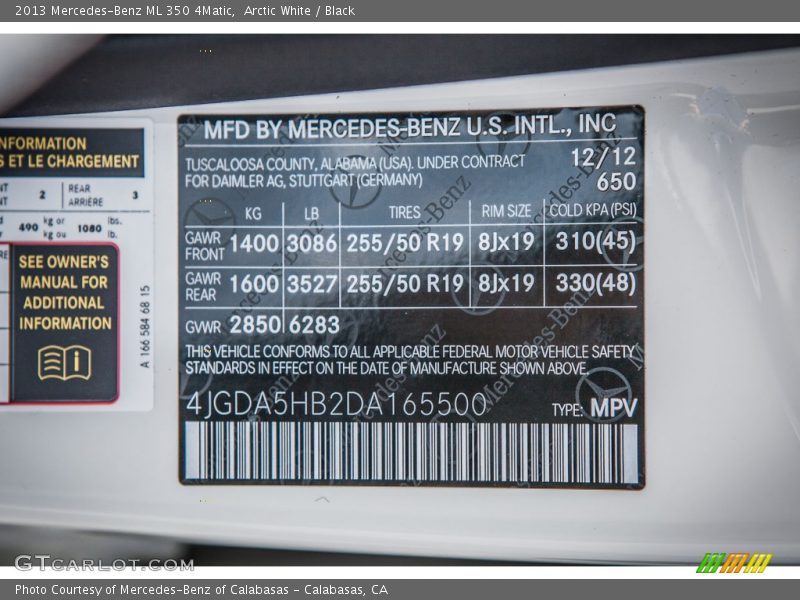 2013 Mercedes-Benz ML 350 4Matic, Arctic White / Black
NFORMATION
S ET LE CHARGEMENT
NT 2 REAR 3
NT ARRIÈRE
490 kg or 1080 lbs.
kg ou lb.
SEE OWNER'S
MANUAL FOR
ADDITIONAL
INFORMATION
A 166 584 68 15
MFD BY MERCEDES-BENZ U.S. INTL., INC
TUSCALOOSA COUNTY, ALABAMA (USA). UNDER CONTRACT 12/12
FOR DAIMLER AG, STUTTGART (GERMANY) 650
KG LB TIRES RIM SIZE COLD KPA (PSI)
GAWR FRONT 1400 3086 255/50 R19 8Jx19 310(45)
GAWR REAR 1600 3527 255/50 R19 8Jx19 330(48)
GVWR 2850 6283
THIS VEHICLE CONFORMS TO ALL APPLICABLE FEDERAL MOTOR VEHICLE SAFETY
STANDARDS IN EFFECT ON THE DATE OF MANUFACTURE SHOWN ABOVE.
4JGDA5HB2DA165500 TYPE: MPV
GTCARLOT.COM
Photo Courtesy of Mercedes-Benz of Calabasas - Calabasas, CA